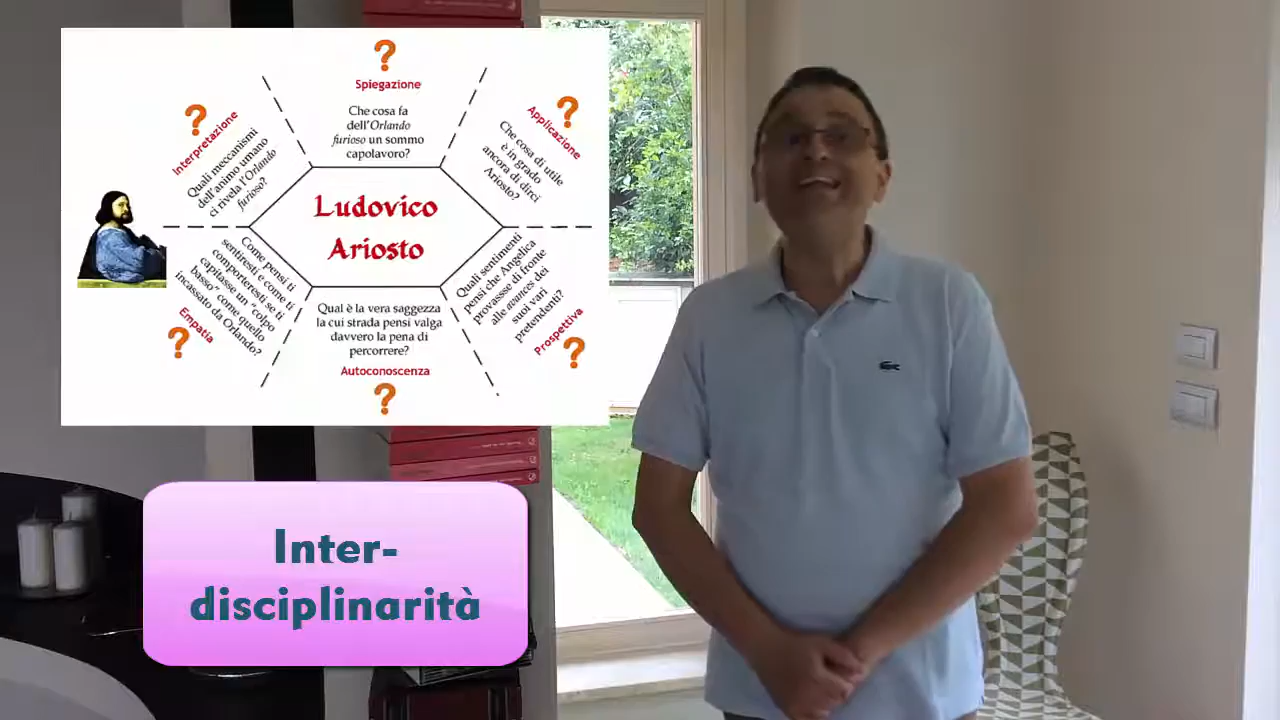 ?
Spiegazione
Che cosa fa
dell'Orlando
furioso un sommo
capolavoro?
?
Applicazione
Che cosa di utile
è in grado
ancora di dirci
Ariosto?
?
Interpretazione
Quali meccanismi
dell'animo umano
ci rivela l'Orlando
furioso?
Ludovico
Ariosto
Come pensi ti
sentiresti e come ti
comporteresti se ti
capitasse un "colpo
basso" come quello
incassato da Orlando?
Empatia
?
Qual è la vera saggezza
la cui strada pensi valga
davvero la pena di
percorrere?
Autoconoscenza
?
Quali sentimenti
pensi che Angelica
provasse di fronte
alle avances dei
suoi vari
pretendenti?
Prospettiva
?
Inter-
disciplinarità